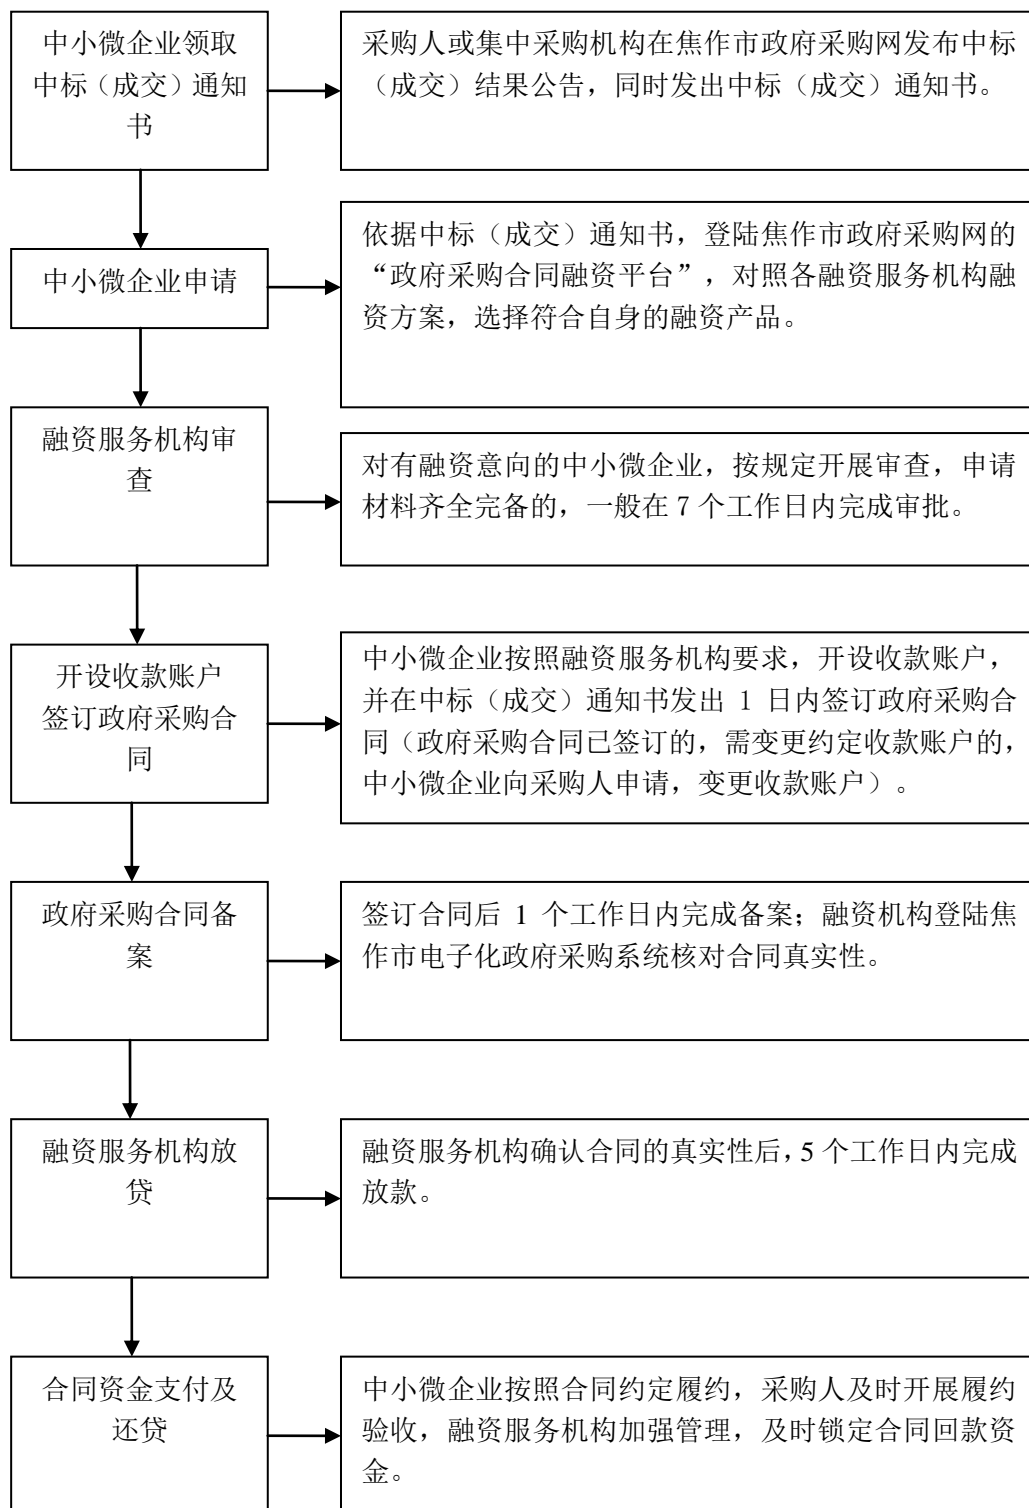 中小微企业领取
中标（成交）通知
书
采购人或集中采购机构在焦作市政府采购网发布中标
（成交）结果公告，同时发出中标（成交）通知书。
中小微企业申请
依据中标（成交）通知书，登陆焦作市政府采购网的
“政府采购合同融资平台”，对照各融资服务机构融
资方案，选择符合自身的融资产品。
融资服务机构审
查
对有融资意向的中小微企业，按规定开展审查，申请
材料齐全完备的，一般在 7 个工作日内完成审批。
开设收款账户
签订政府采购合
同
中小微企业按照融资服务机构要求，开设收款账户，
并在中标（成交）通知书发出 1 日内签订政府采购合
同（政府采购合同已签订的，需变更约定收款账户的，
中小微企业向采购人申请，变更收款账户）。
政府采购合同备
案
签订合同后 1 个工作日内完成备案；融资机构登陆焦
作市电子化政府采购系统核对合同真实性。
融资服务机构放
贷
融资服务机构确认合同的真实性后，5 个工作日内完成
放款。
合同资金支付及
还贷
中小微企业按照合同约定履约，采购人及时开展履约
验收，融资服务机构加强管理，及时锁定合同回款资
金。